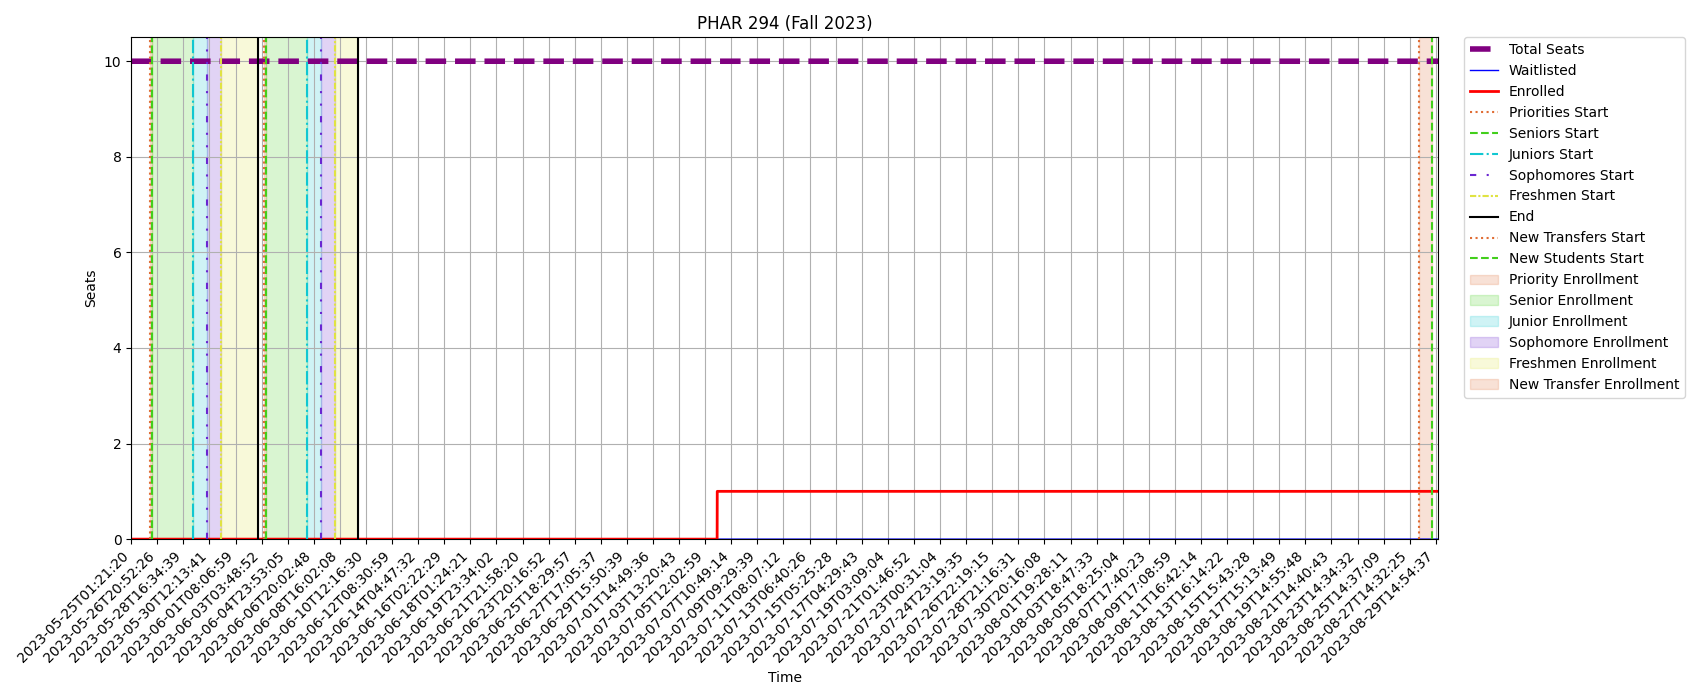 PHAR 294 (Fall 2023)
Seats
10
8
6
4
2
0
2023-05-25T01:21:20
2023-05-26T20:52:26
2023-05-28T16:34:39
2023-05-30T12:13:41
2023-06-01T08:06:59
2023-06-03T03:48:52
2023-06-04T23:53:05
2023-06-06T20:02:48
2023-06-08T16:02:08
2023-06-10T12:16:30
2023-06-12T08:30:59
2023-06-14T04:47:32
2023-06-16T02:22:29
2023-06-18T01:24:21
2023-06-19T23:34:02
2023-06-21T21:58:20
2023-06-23T20:16:52
2023-06-25T18:29:57
2023-06-27T17:05:37
2023-06-29T15:50:39
2023-07-01T14:49:36
2023-07-03T13:20:43
2023-07-05T12:02:59
2023-07-07T10:49:14
2023-07-09T09:29:39
2023-07-11T08:07:12
2023-07-13T06:40:26
2023-07-15T05:25:28
2023-07-17T04:29:43
2023-07-19T03:09:04
2023-07-21T01:46:52
2023-07-23T00:31:04
2023-07-24T23:19:35
2023-07-26T22:19:15
2023-07-28T21:16:31
2023-07-30T20:16:08
2023-08-01T19:28:11
2023-08-03T18:47:33
2023-08-05T18:25:04
2023-08-07T17:40:23
2023-08-09T17:08:59
2023-08-11T16:42:14
2023-08-13T16:14:22
2023-08-15T15:43:28
2023-08-17T15:13:49
2023-08-19T14:55:48
2023-08-21T14:40:43
2023-08-23T14:34:32
2023-08-25T14:37:09
2023-08-27T14:32:25
2023-08-29T14:54:37
Time
Total Seats
Waitlisted
Enrolled
Priorities Start
Seniors Start
Juniors Start
Sophomores Start
Freshmen Start
End
New Transfers Start
New Students Start
Priority Enrollment
Senior Enrollment
Junior Enrollment
Sophomore Enrollment
Freshmen Enrollment
New Transfer Enrollment